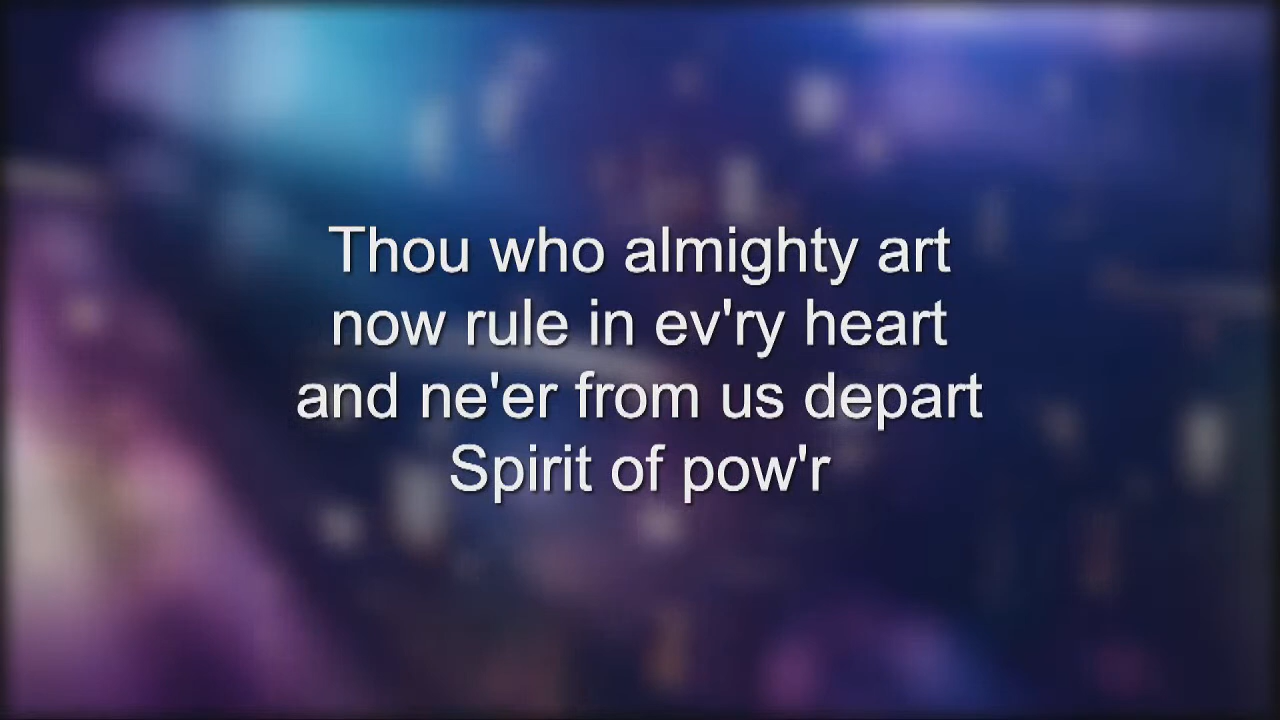 Thou who almighty art
now rule in ev'ry heart
and ne'er from us depart
Spirit of pow'r